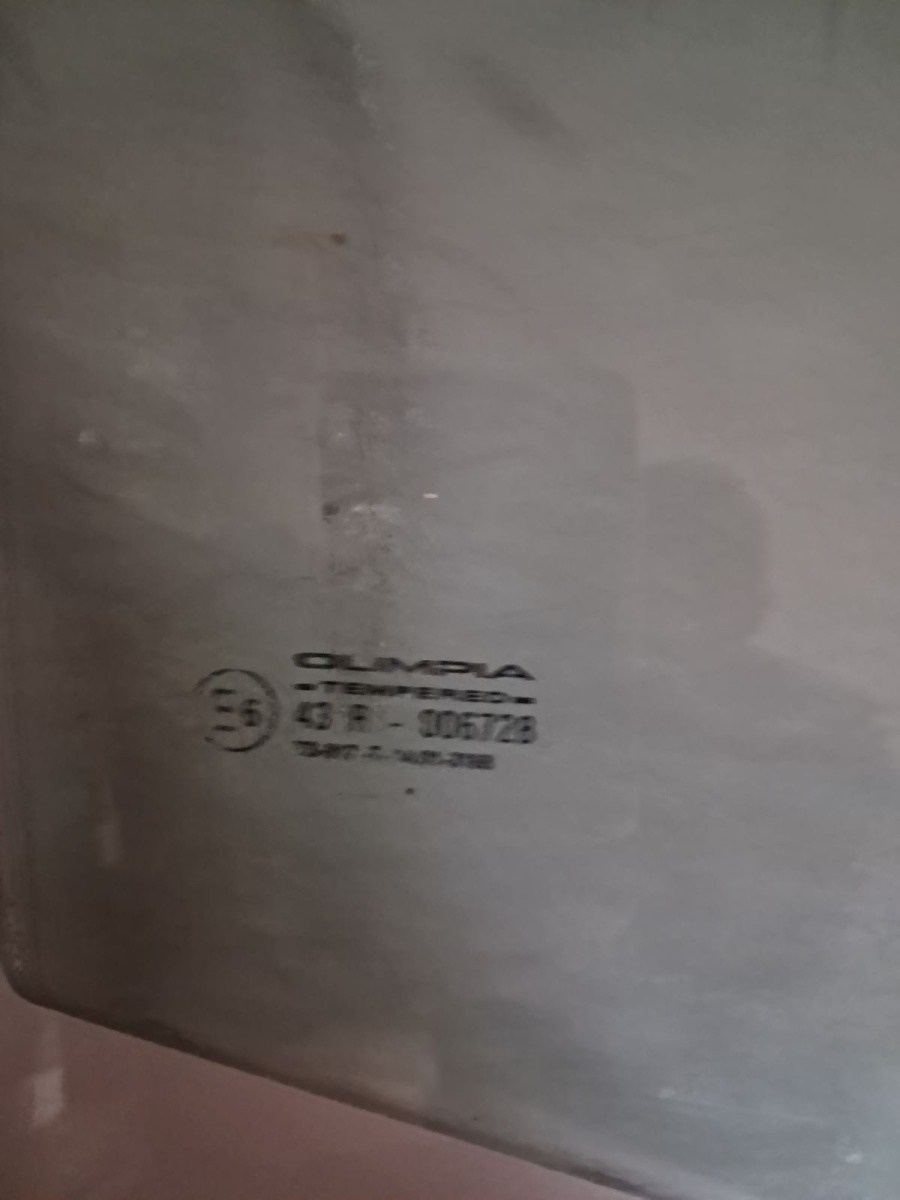 OLIMPIA
TEMPERED
E6 43 R - 006728